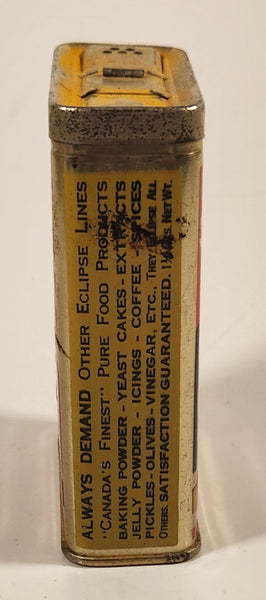 ALWAYS DEMAND OTHER ECLIPSE LINES
"CANADA'S FINEST" PURE FOOD PRODUCTS
BAKING POWDER - YEAST CAKES - EXTRACTS
JELLY POWDER - ICINGS - COFFEE - SPICES
PICKLES - OLIVES - VINEGAR, ETC., THEY ECLIPSE ALL
OTHERS. SATISFACTION GUARANTEED. NET WT.